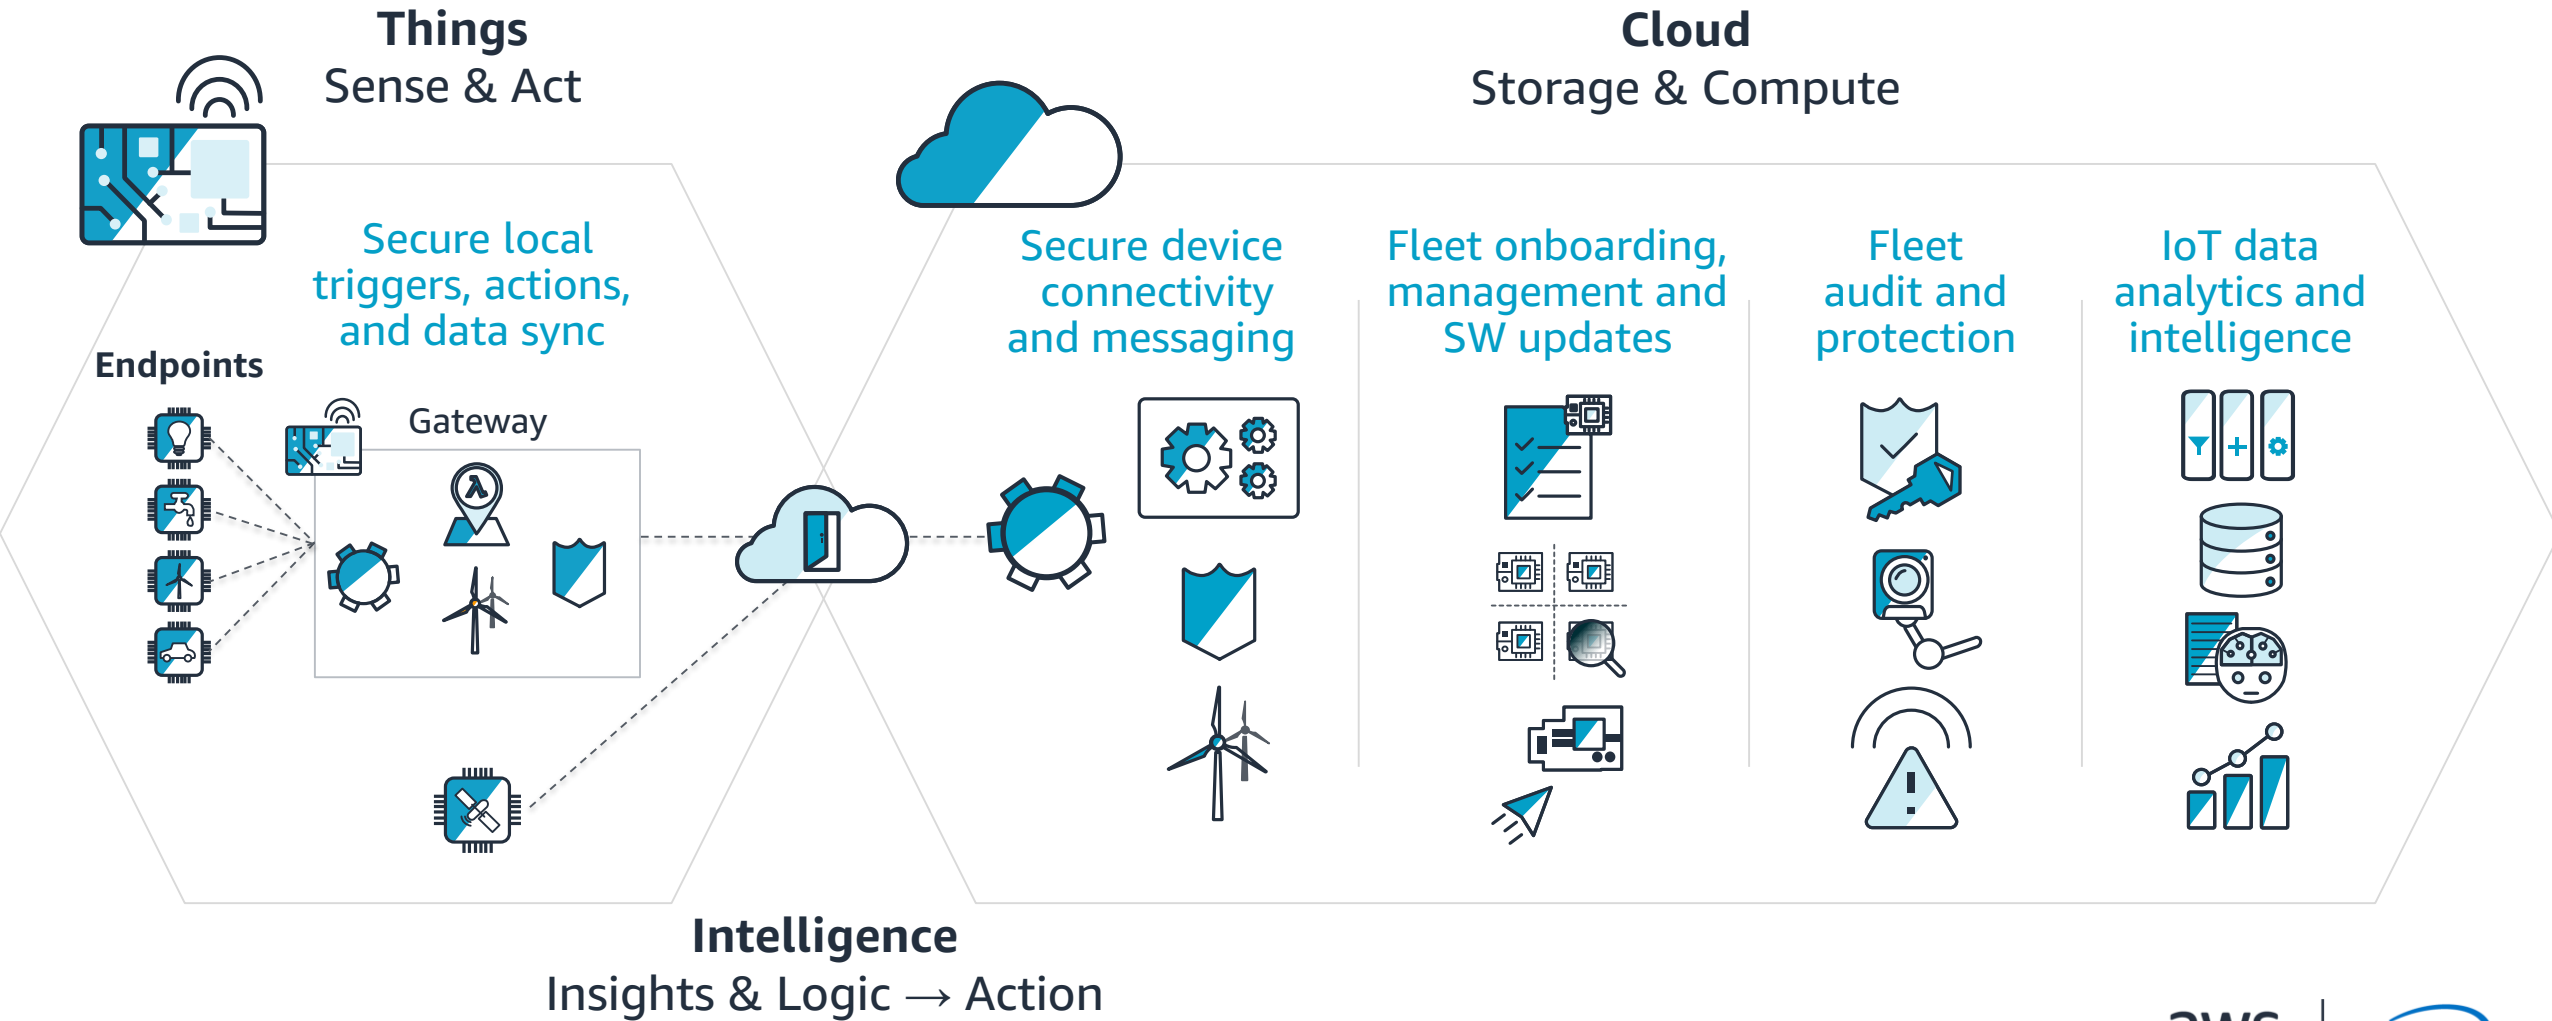 Things
Sense & Act
Cloud
Storage & Compute
Secure local
triggers, actions,
and data sync
Endpoints
Gateway
Secure device
connectivity
and messaging
Fleet onboarding,
management and
SW updates
Fleet
audit and
protection
IoT data
analytics and
intelligence
Intelligence
Insights & Logic → Action
aws